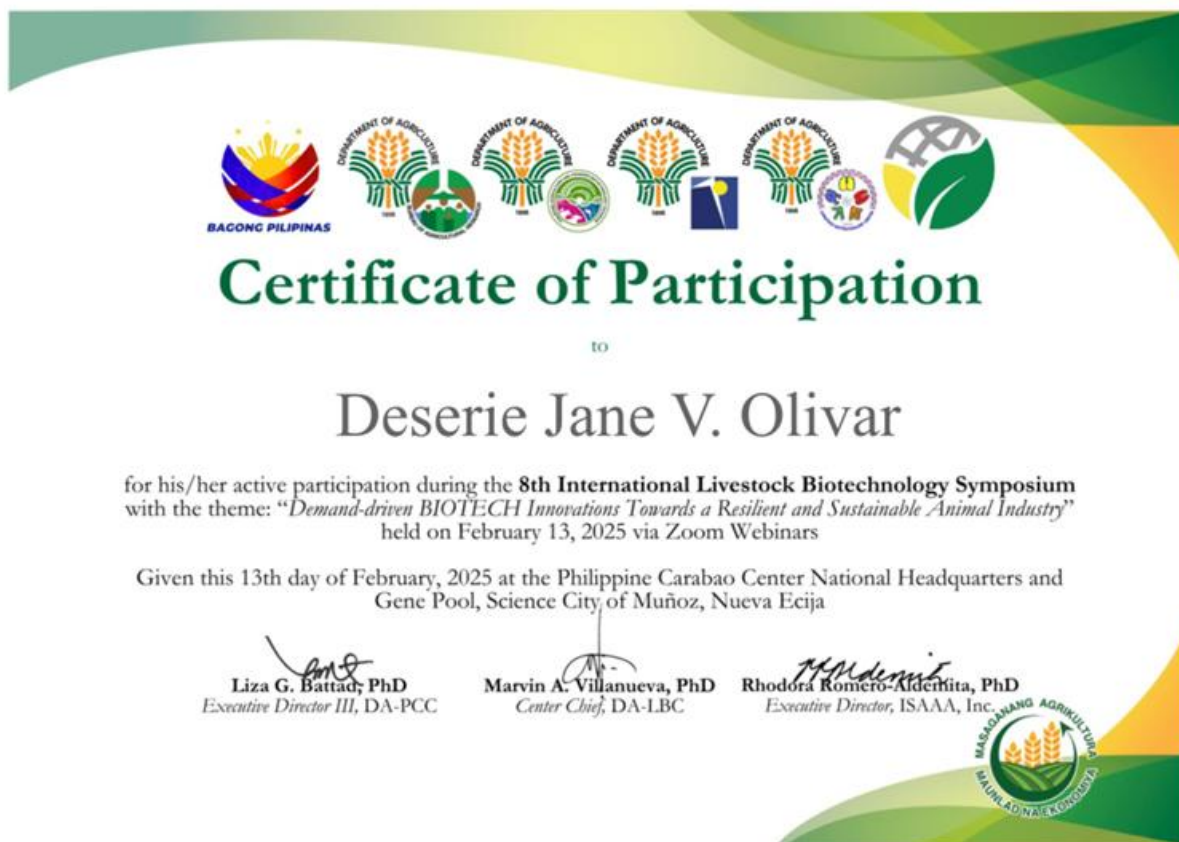 BAGONG PILIPINAS
DEPARTMENT OF AGRICULTURE
1898
DEPARTMENT OF AGRICULTURE
1898
DEPARTMENT OF AGRICULTURE
1898
DEPARTMENT OF AGRICULTURE
1898
Certificate of Participation
to
Deserie Jane V. Olivar
for his/her active participation during the 8th International Livestock Biotechnology Symposium
with the theme: “Demand-driven BIOTECH Innovations Towards a Resilient and Sustainable Animal Industry”
held on February 13, 2025 via Zoom Webinars
Given this 13th day of February, 2025 at the Philippine Carabao Center National Headquarters and
Gene Pool, Science City of Muñoz, Nueva Ecija
Liza G. Battad, PhD
Executive Director III, DA-PCC
Marvin A. Villanueva, PhD
Center Chief, DA-LBC
Rhodora Romero-Aldemita, PhD
Executive Director, ISAAA, Inc.
MASAGANANG AGRIKULTURA
MAUNLAD NA EKONOMIYA